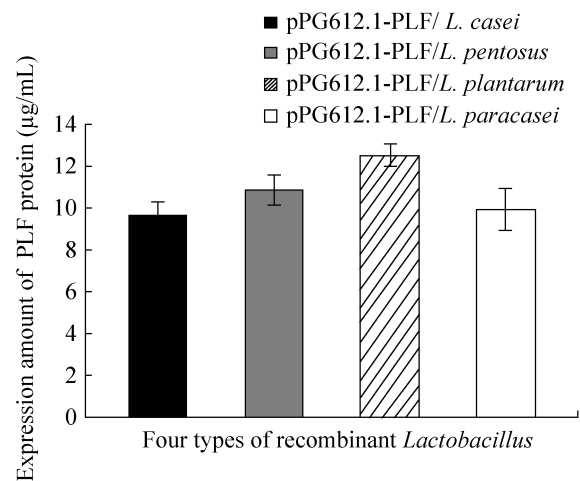 pPG612.1-PLF/ L. casei
pPG612.1-PLF/L. pentosus
pPG612.1-PLF/L. plantarum
pPG612.1-PLF/L. paracasei
Expression amount of PLF protein (μg/mL)
14
12
10
8
6
4
2
0
Four types of recombinant Lactobacillus